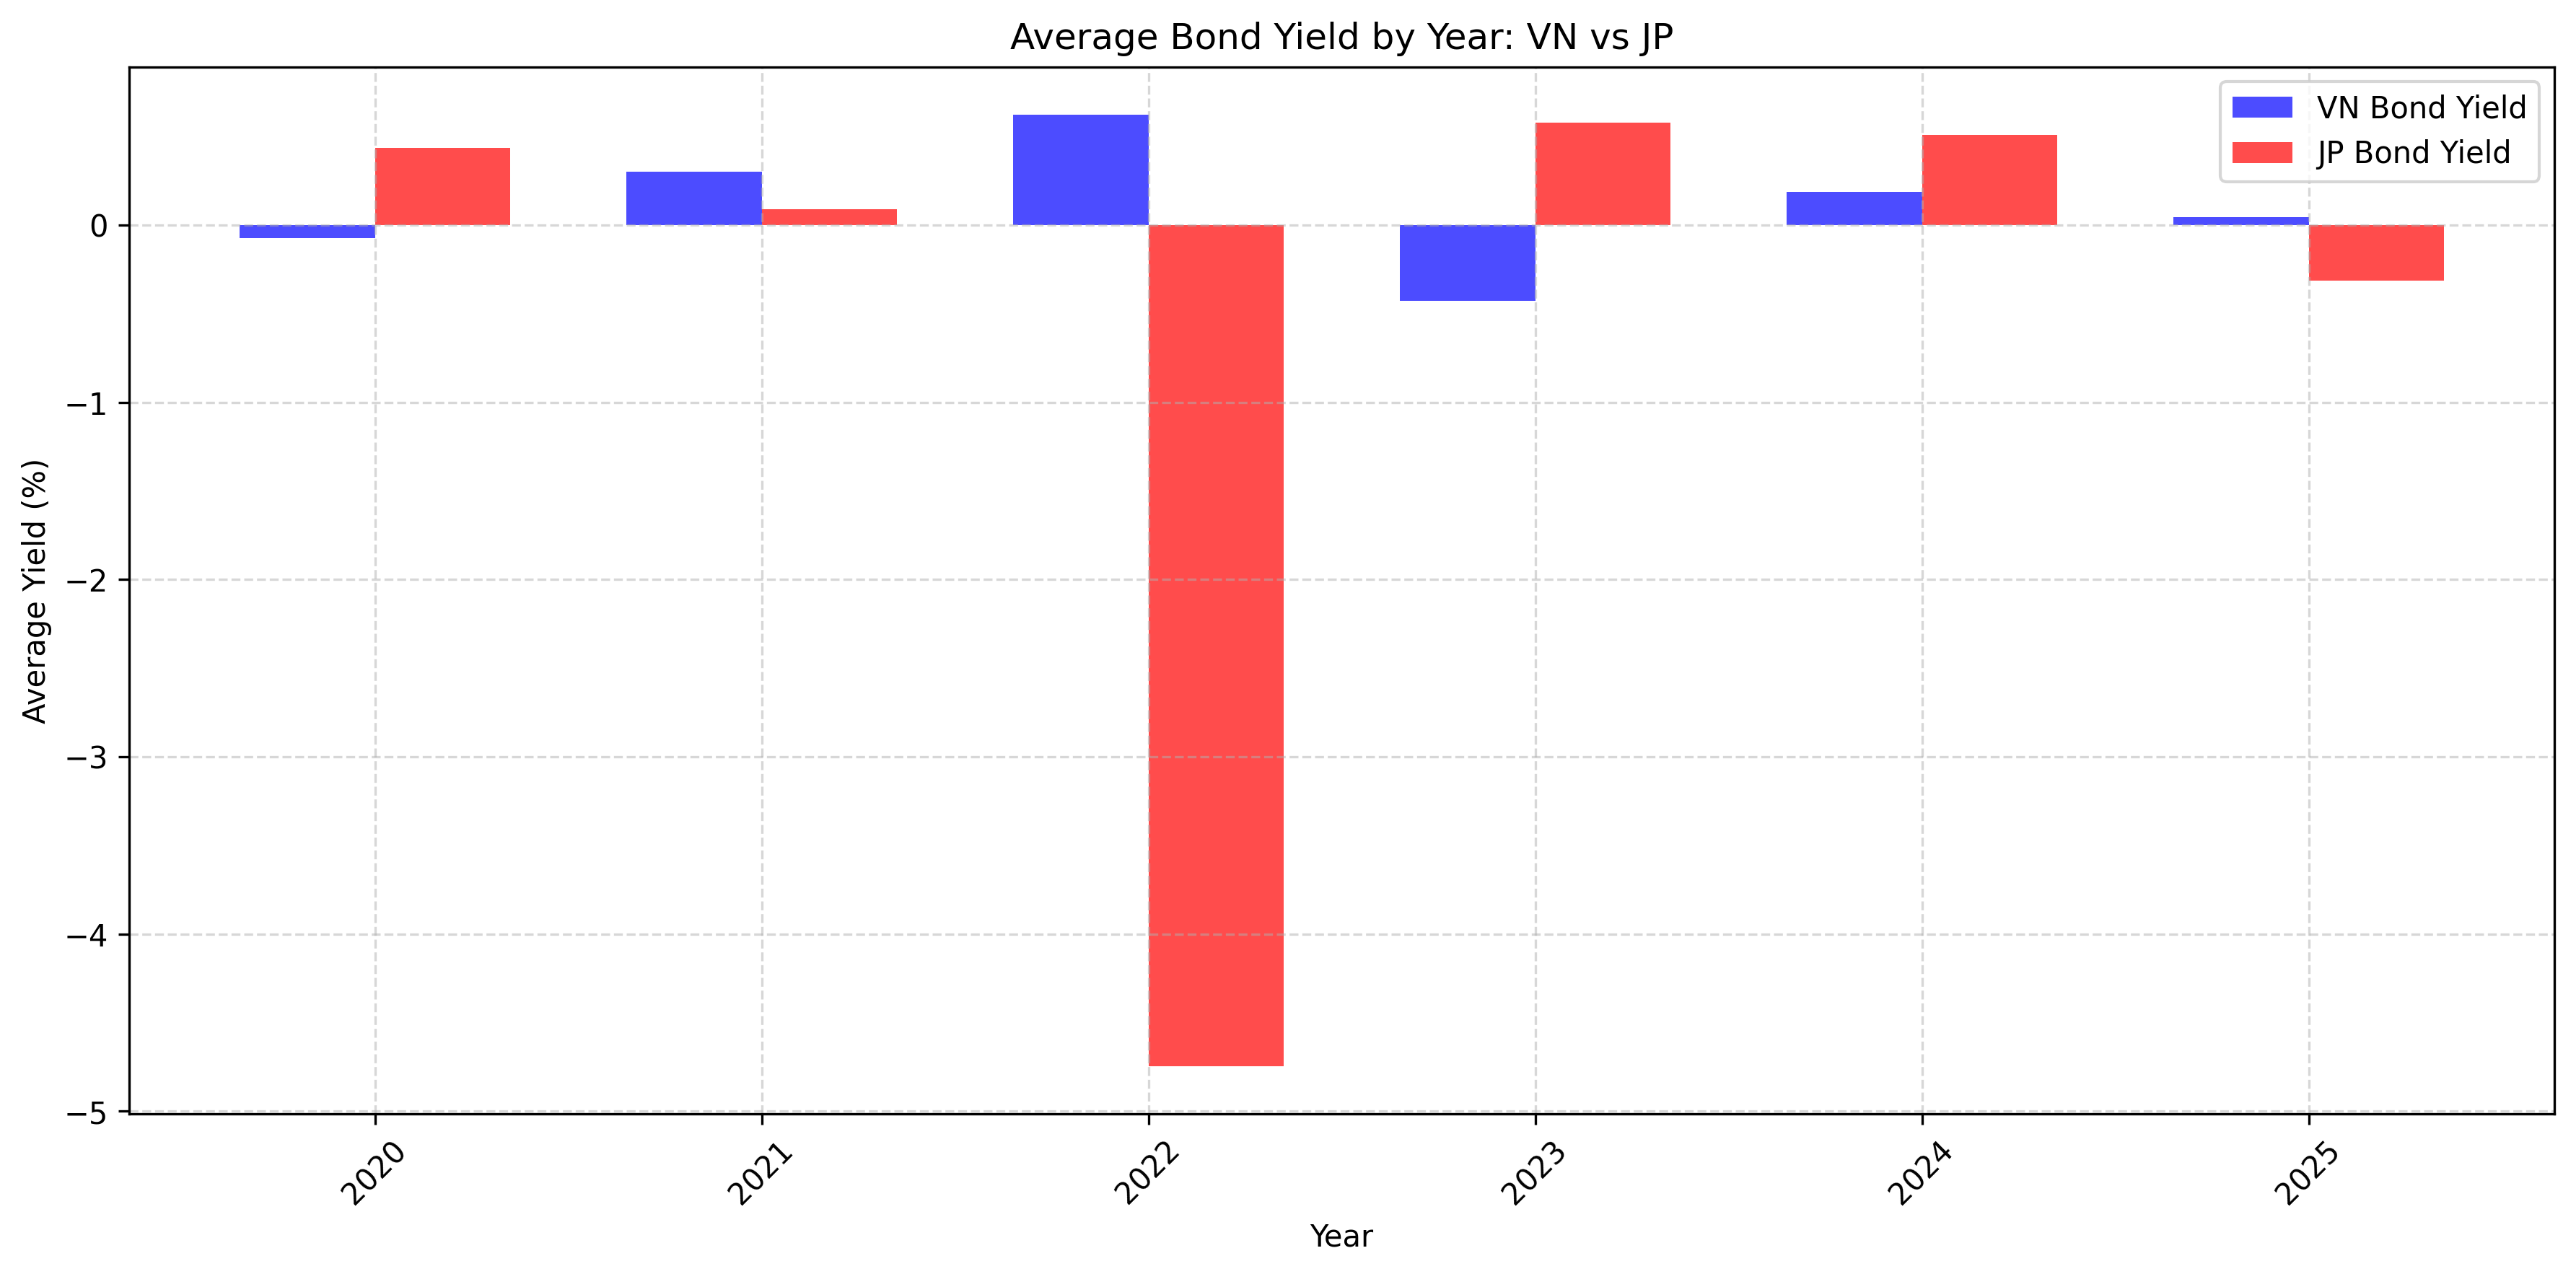 Average Bond Yield by Year: VN vs JP
VN Bond Yield
JP Bond Yield
Average Yield (%)
0
−1
−2
−3
−4
−5
2020
2021
2022
2023
2024
2025
Year